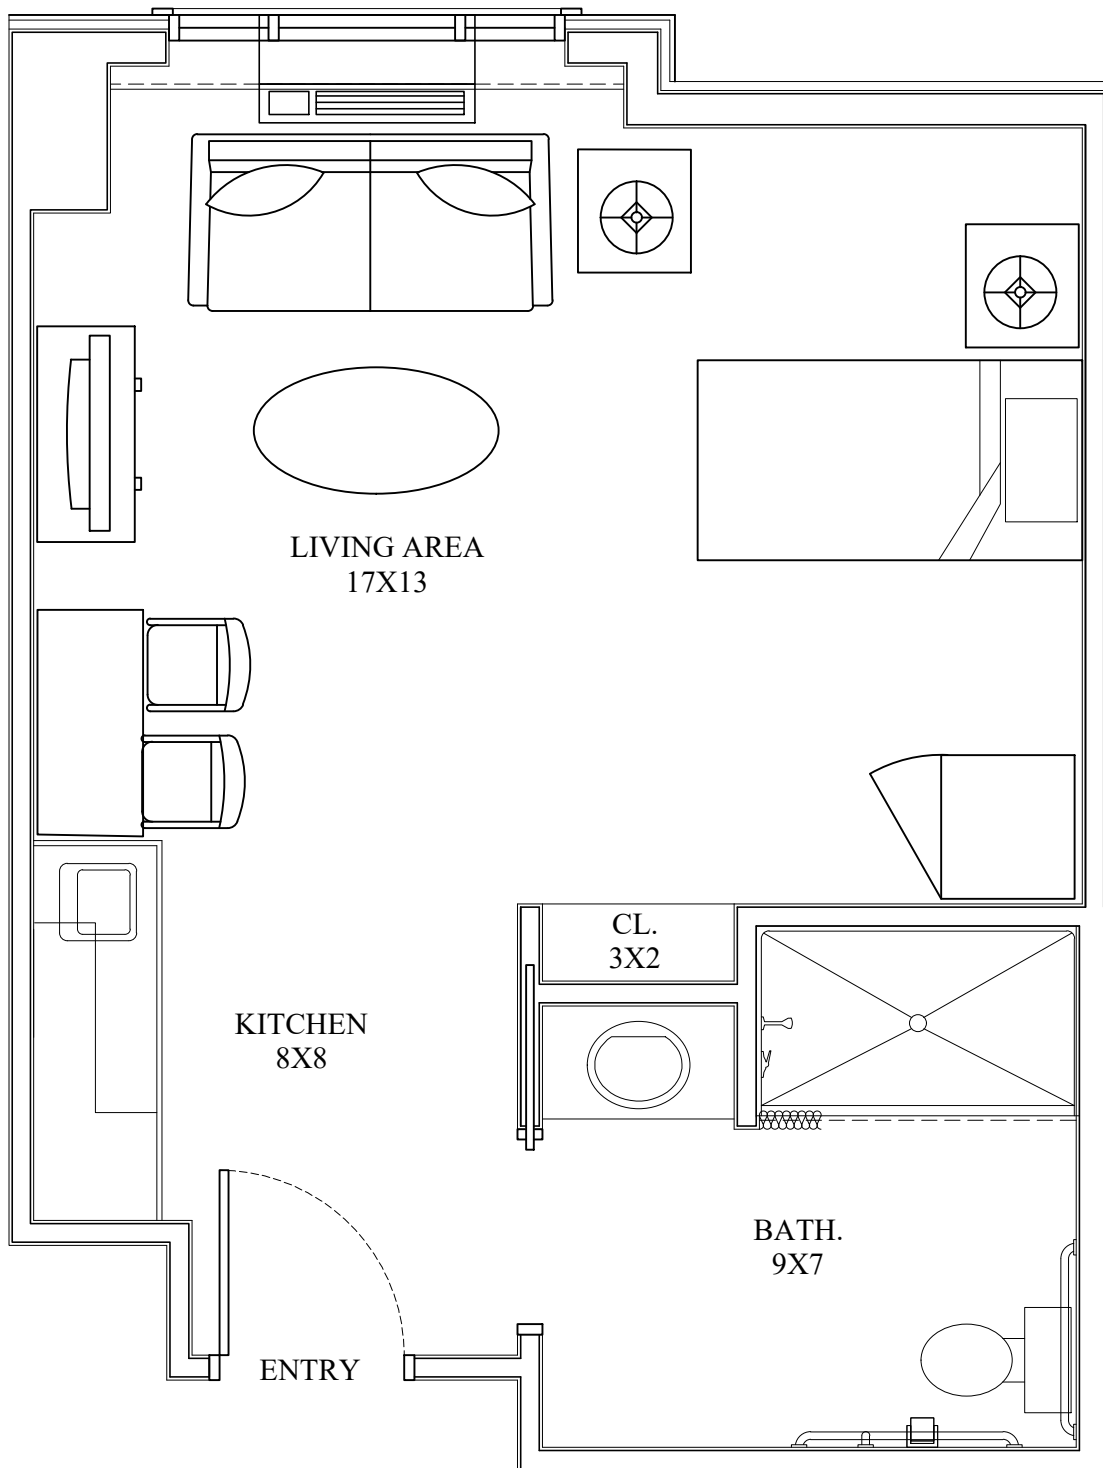 LIVING AREA
17X13
CL.
3X2
KITCHEN
8X8
BATH.
9X7
ENTRY